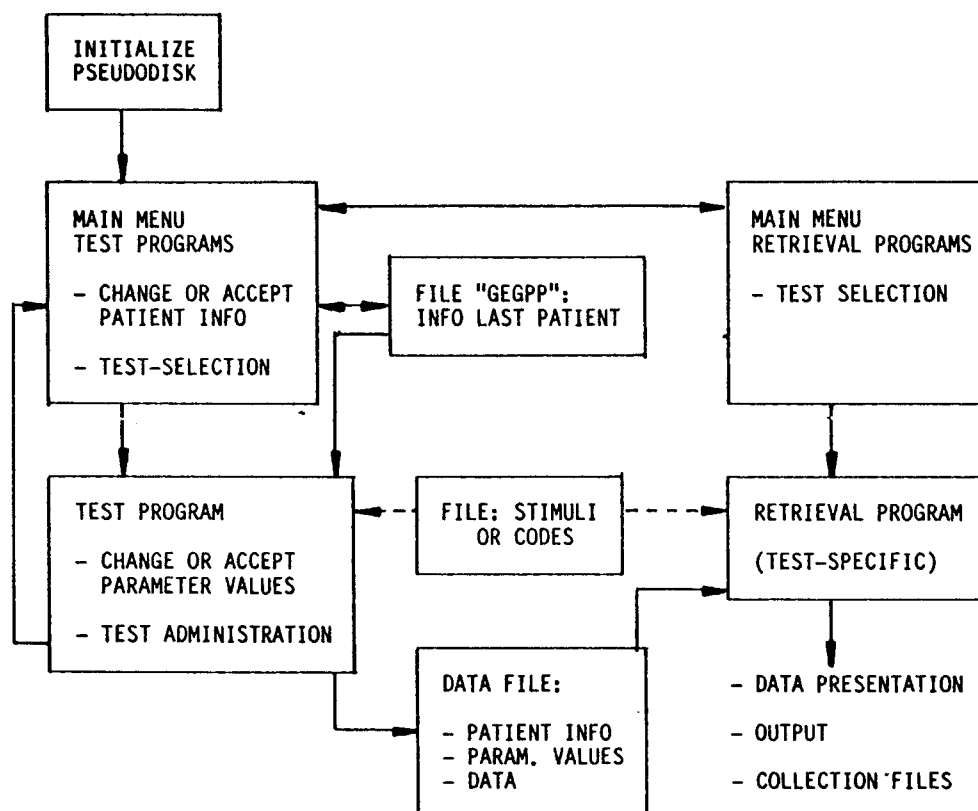 INITIALIZE
PSEUDODISK
MAIN MENU
TEST PROGRAMS
- CHANGE OR ACCEPT
PATIENT INFO
- TEST-SELECTION
FILE "GEGPP":
INFO LAST PATIENT
MAIN MENU
RETRIEVAL PROGRAMS
- TEST SELECTION
TEST PROGRAM
- CHANGE OR ACCEPT
PARAMETER VALUES
- TEST ADMINISTRATION
FILE: STIMULI
OR CODES
RETRIEVAL PROGRAM
(TEST-SPECIFIC)
DATA FILE:
- PATIENT INFO
- PARAM. VALUES
- DATA
- DATA PRESENTATION
- OUTPUT
- COLLECTION FILES